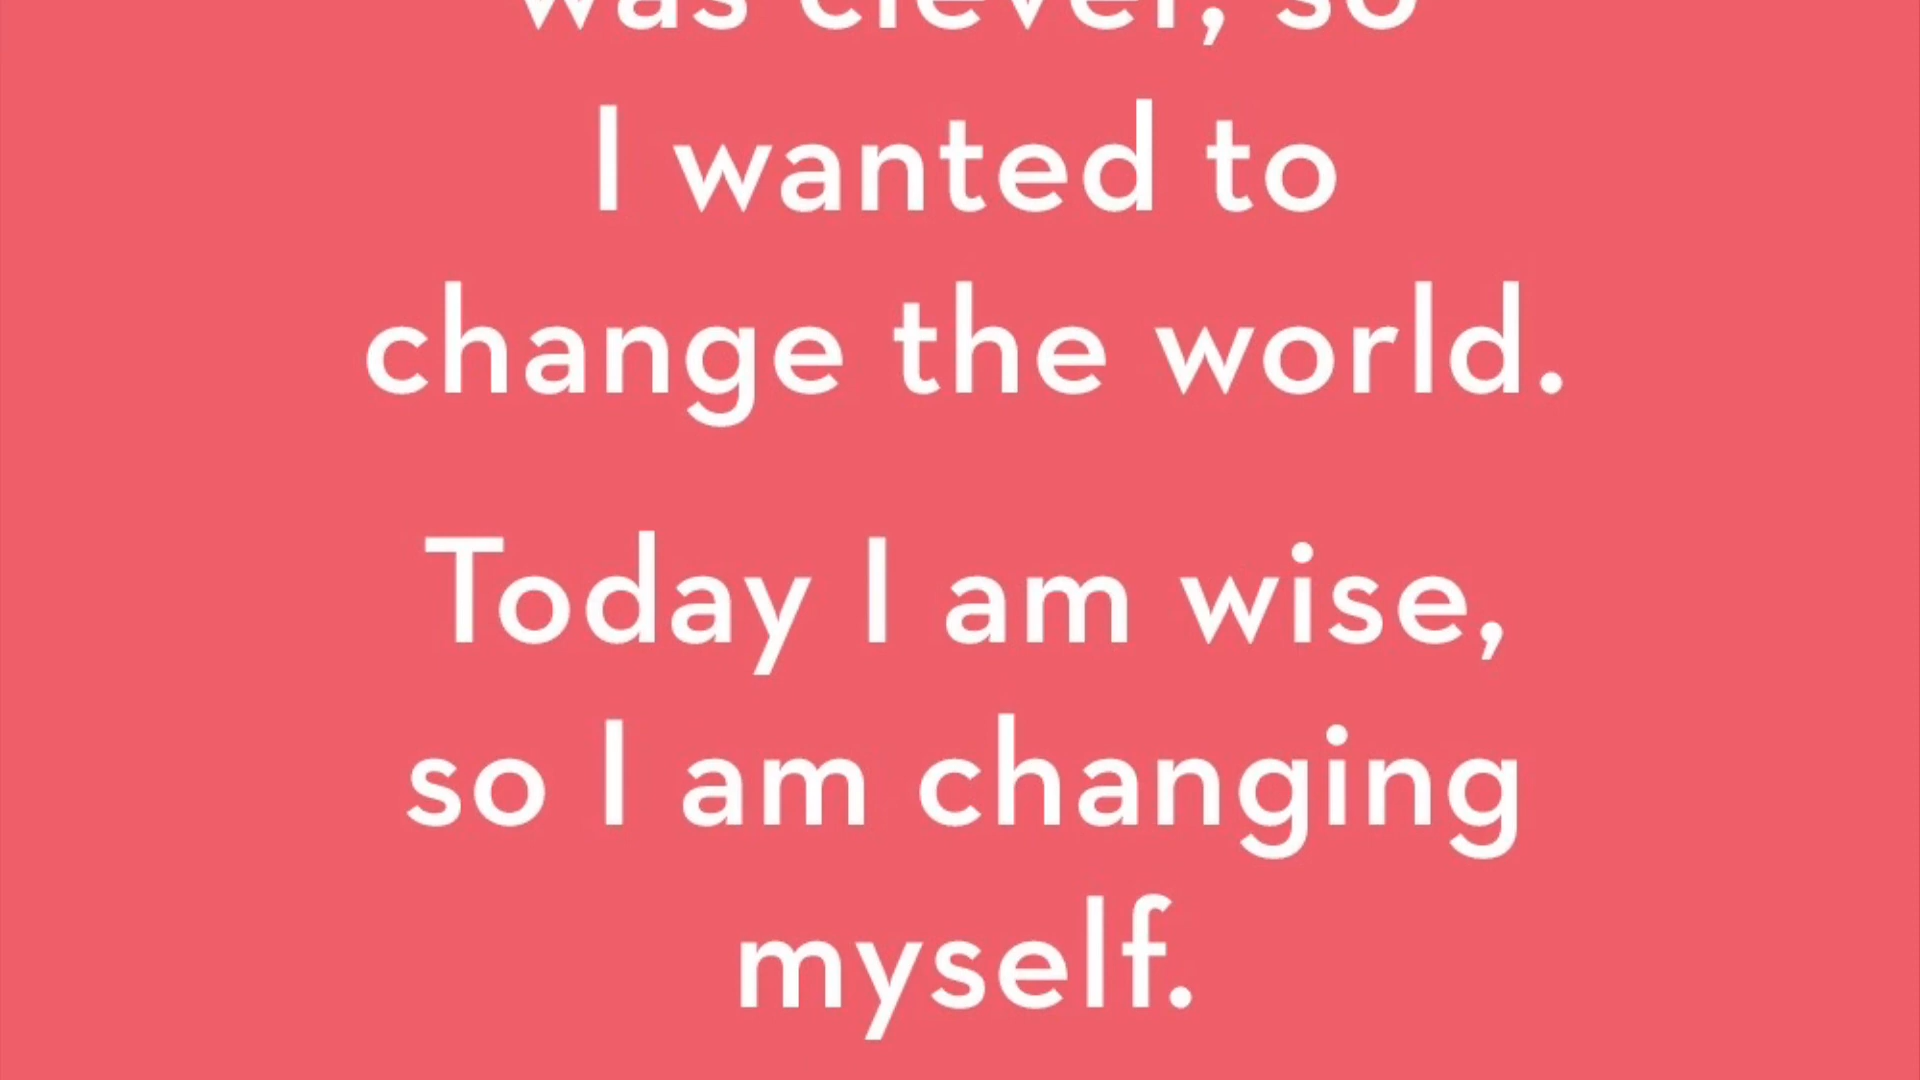 was clever, so
I wanted to
change the world.
Today I am wise,
so I am changing
myself.